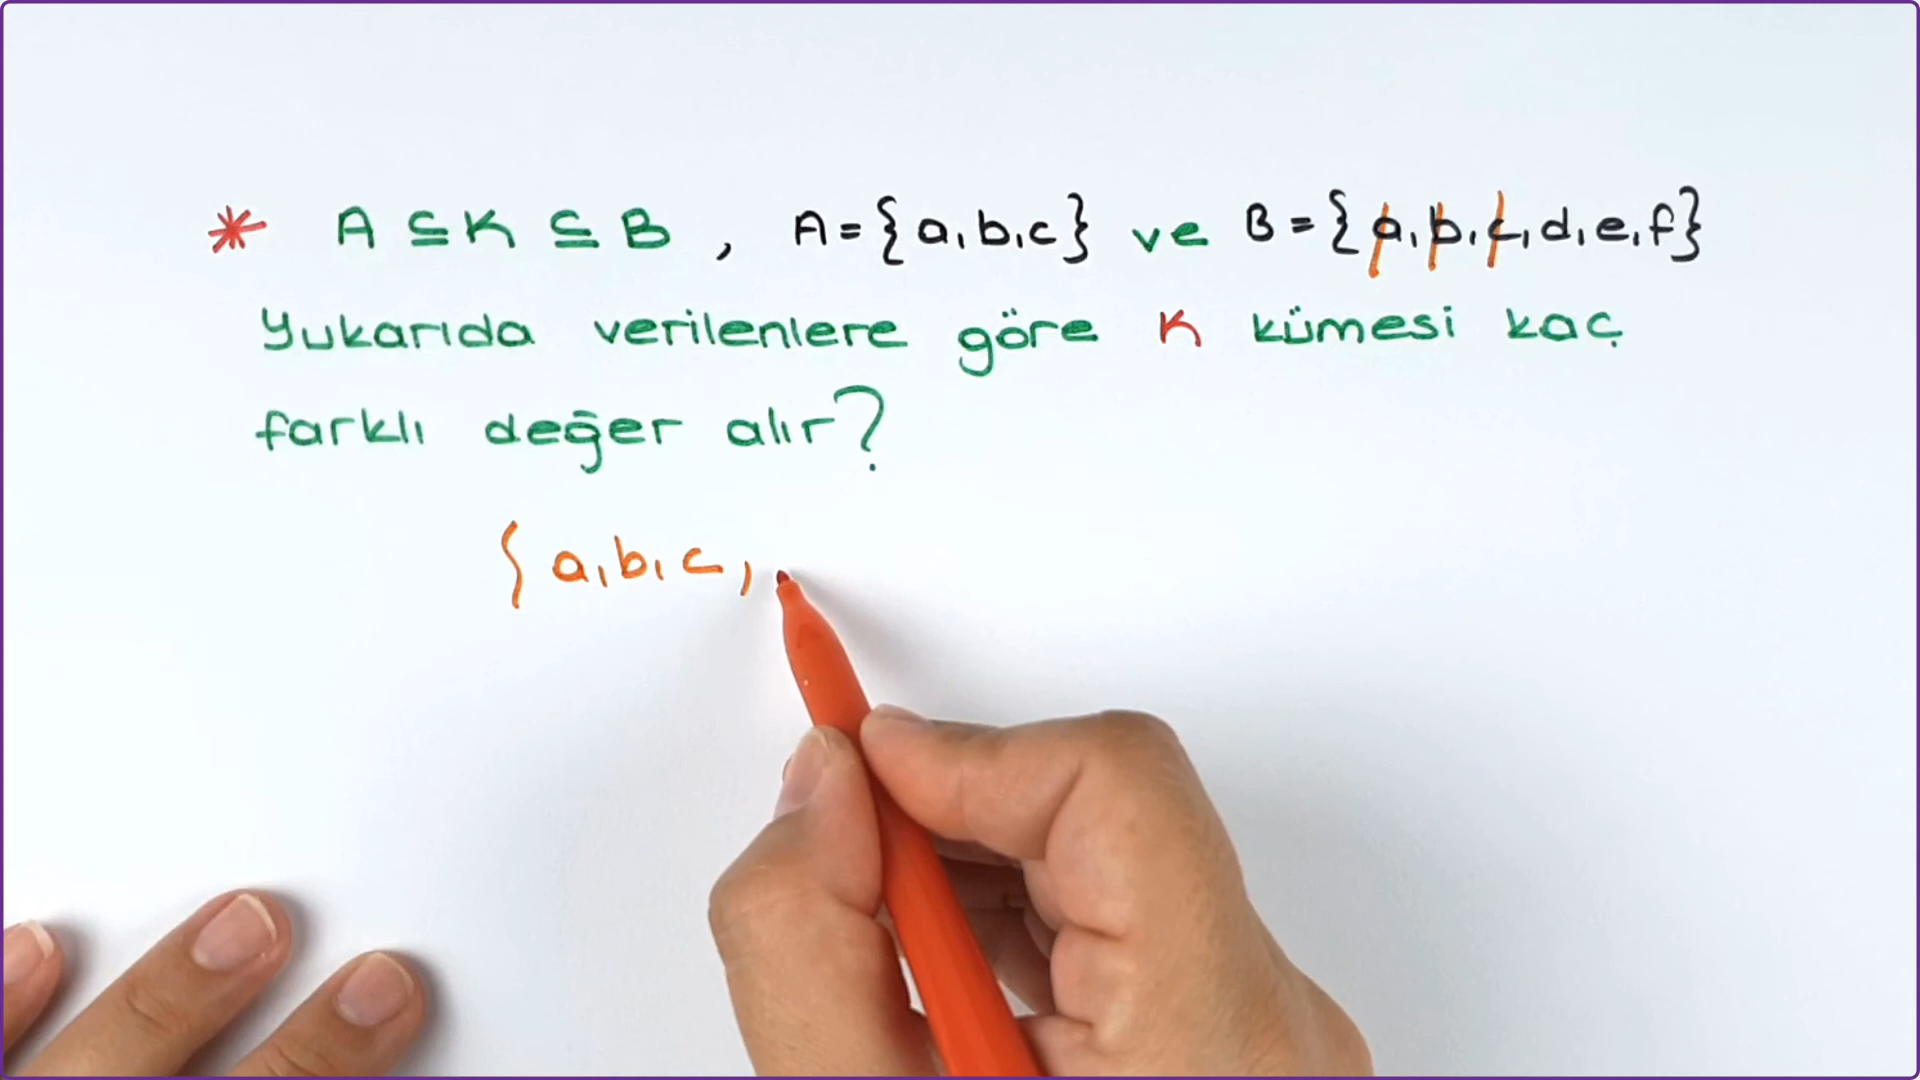 * A ⊆ K ⊆ B , A = {a,b,c} ve B = {a,b,c,d,e,f}
Yukarıda verilenlere göre K kümesi kaç
farklı değer alır?
{ a,b,c ,